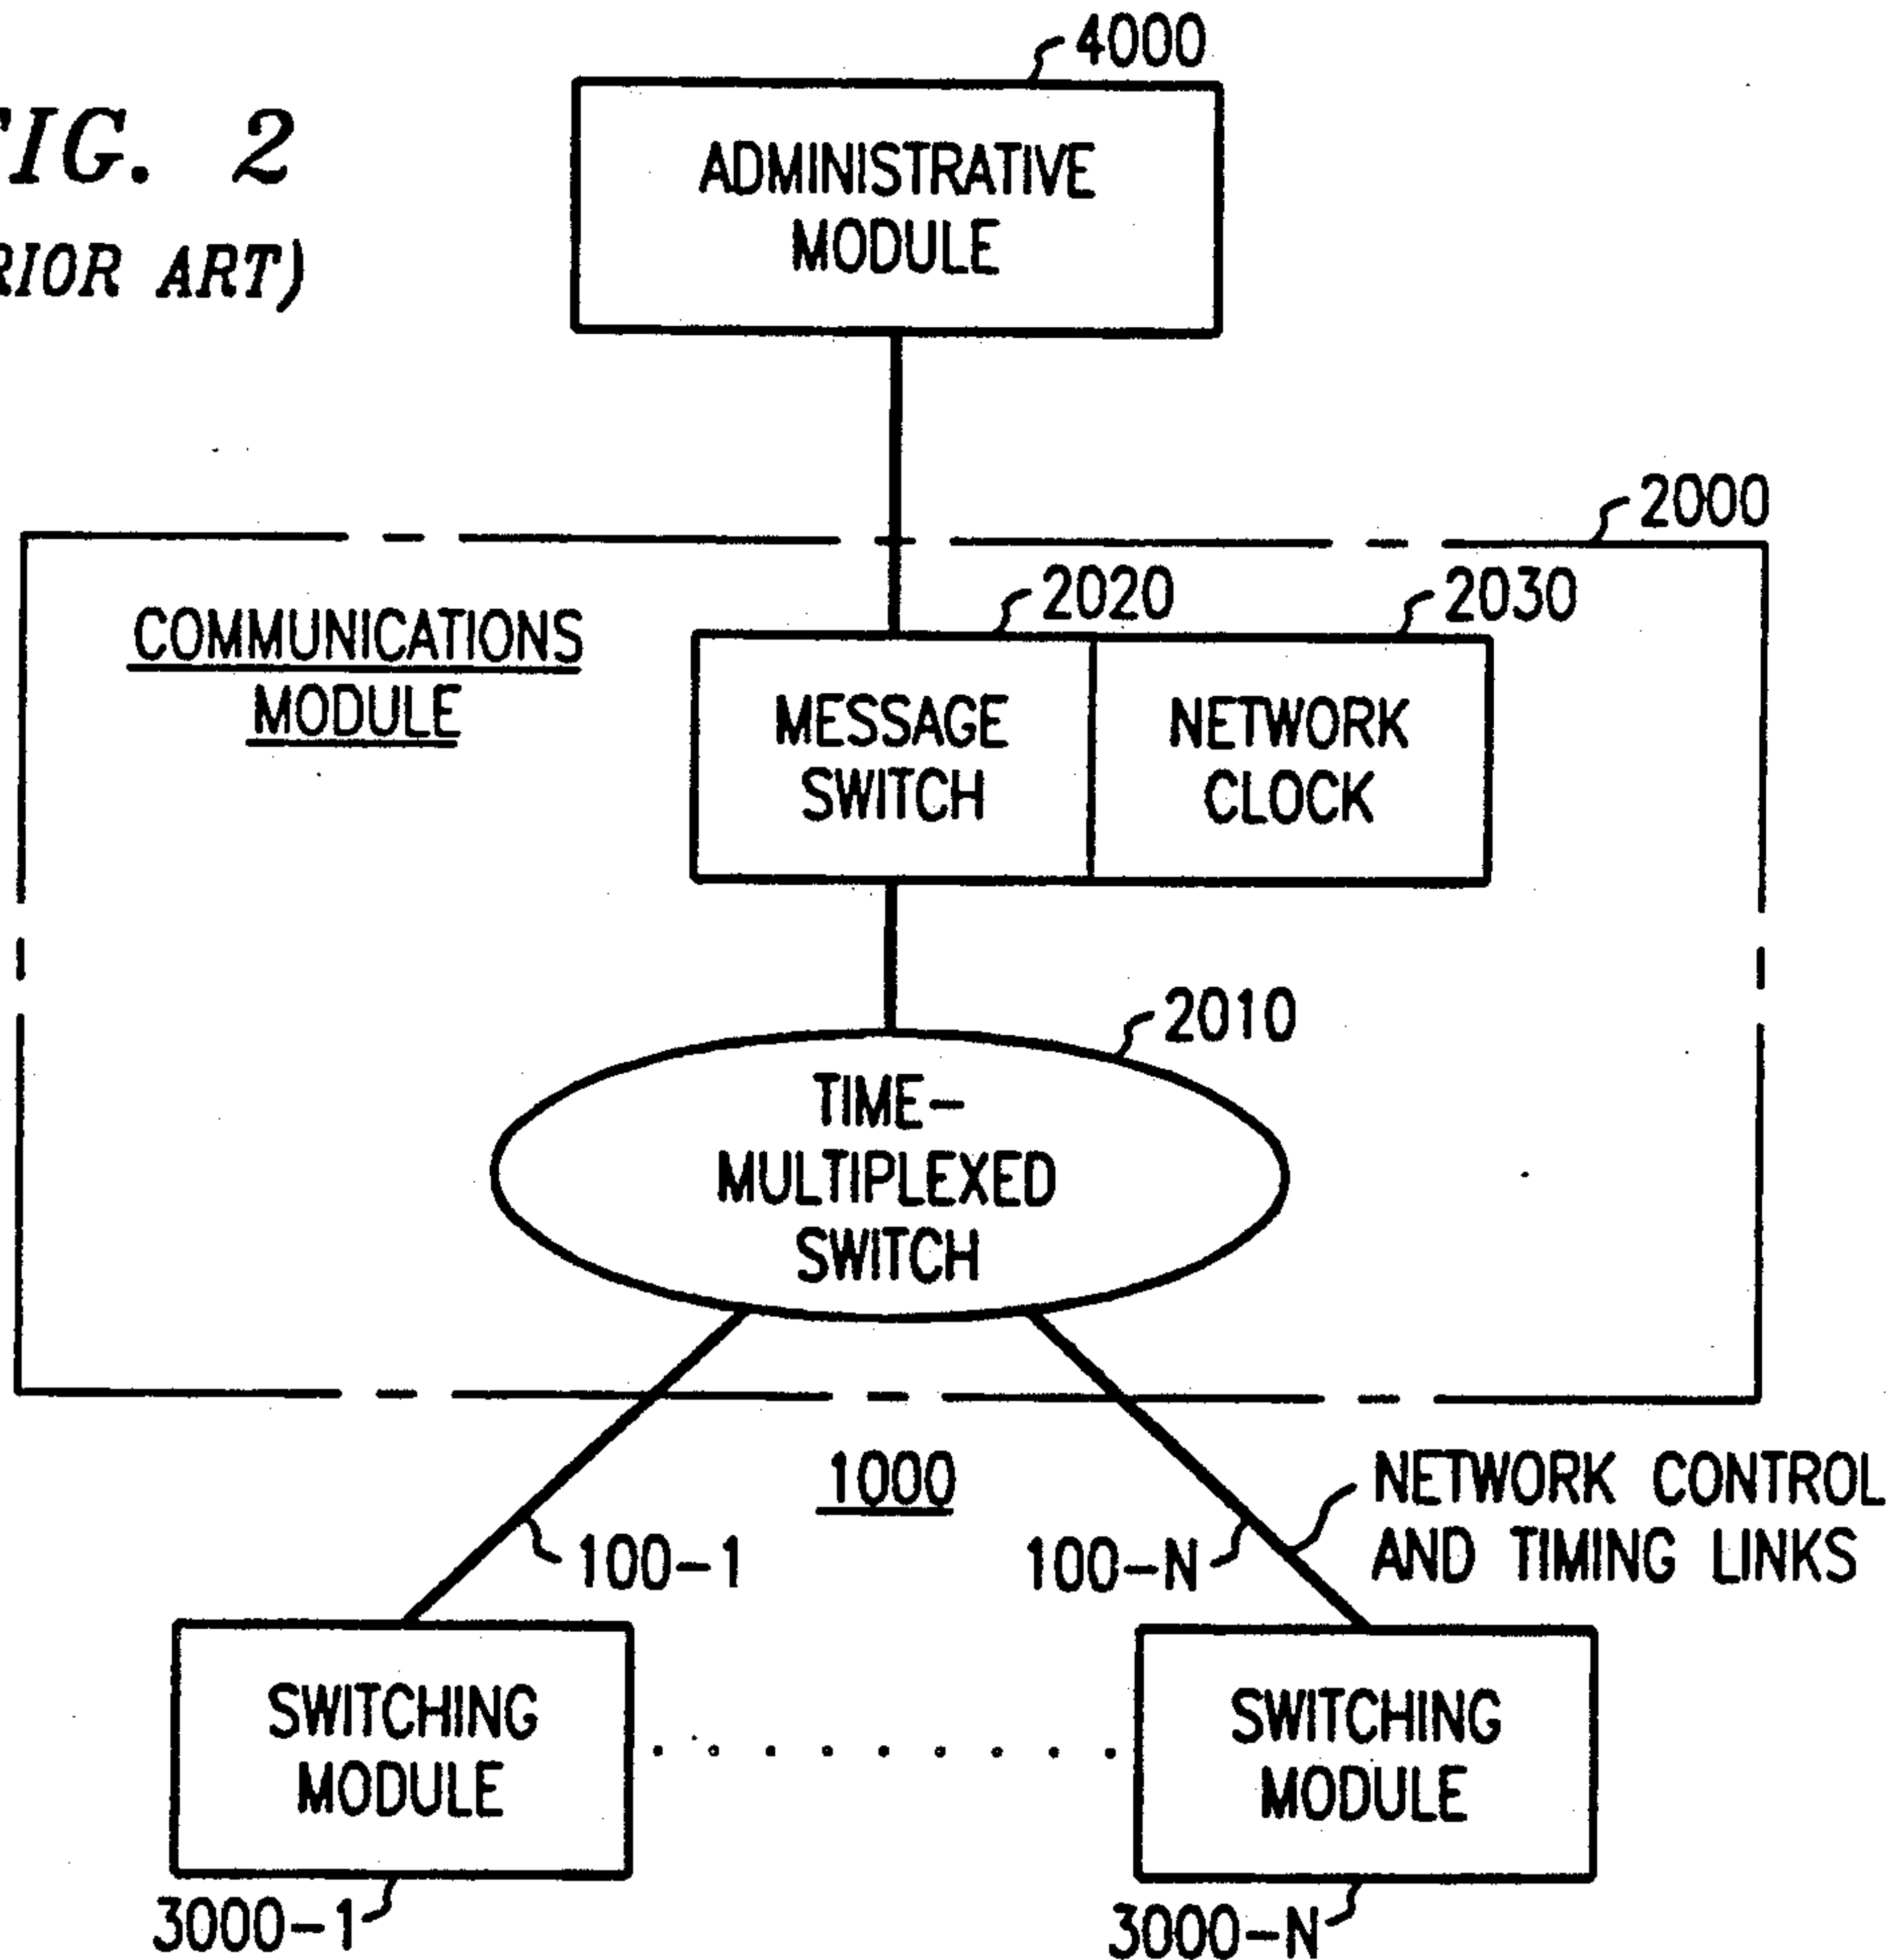 4000
FIG. 2
RIOR ART)
ADMINISTRATIVE
MODULE
2000
COMMUNICATIONS
MODULE
2020
2030
MESSAGE
SWITCH
NETWORK
CLOCK
2010
TIME-
MULTIPLEXED
SWITCH
1000
NETWORK CONTROL
AND TIMING LINKS
100-1
100-N
SWITCHING
MODULE
SWITCHING
MODULE
3000-1
3000-N